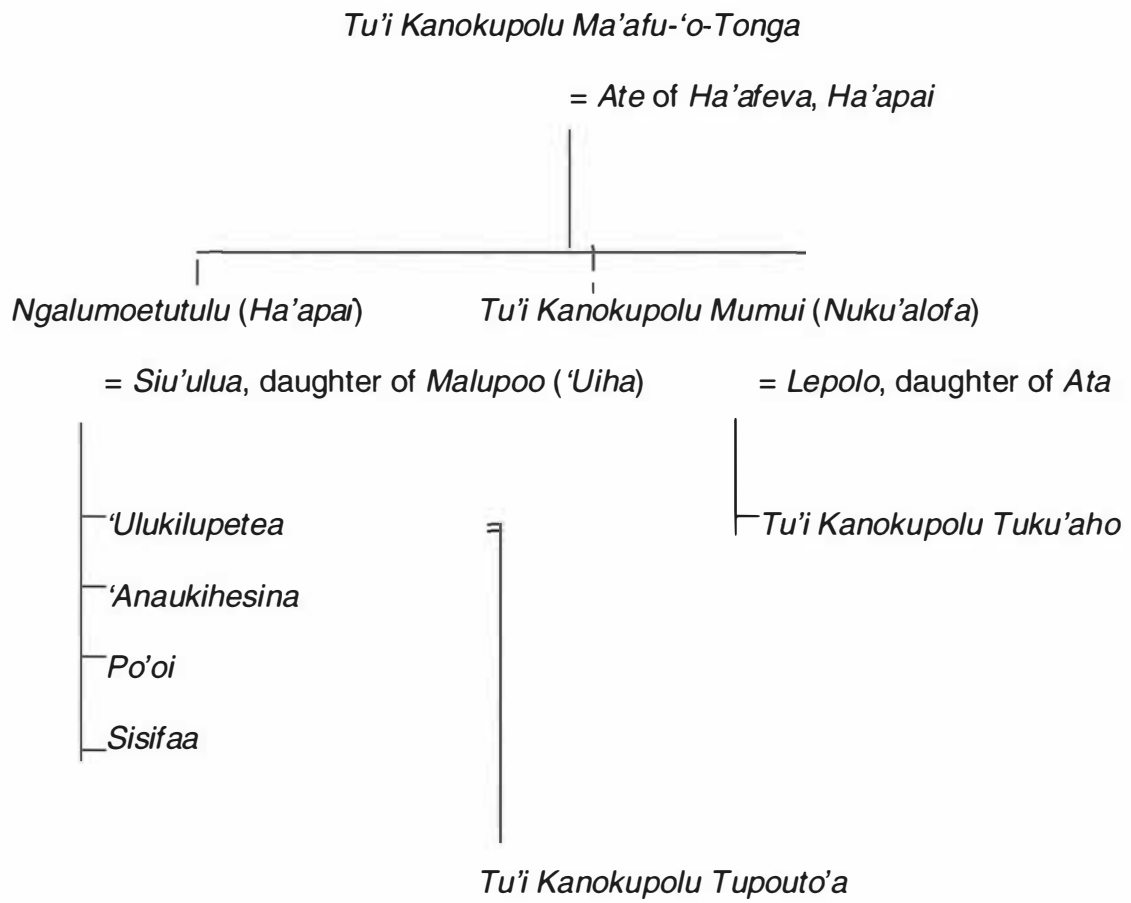 Tu'i Kanokupolu Ma'afu-'o-Tonga
= Ate of Ha'afeva, Ha'apai
Ngalumoetutulu (Ha'apai) Tu'i Kanokupolu Mumui (Nuku'alofa)
= Siu'ulua, daughter of Malupoo ('Uiha) = Lepolo, daughter of Ata
'Ulukilupetea = Tu'i Kanokupolu Tuku'aho
'Anaukihesina
Po'oi
Sisifaa
Tu'i Kanokupolu Tupouto'a